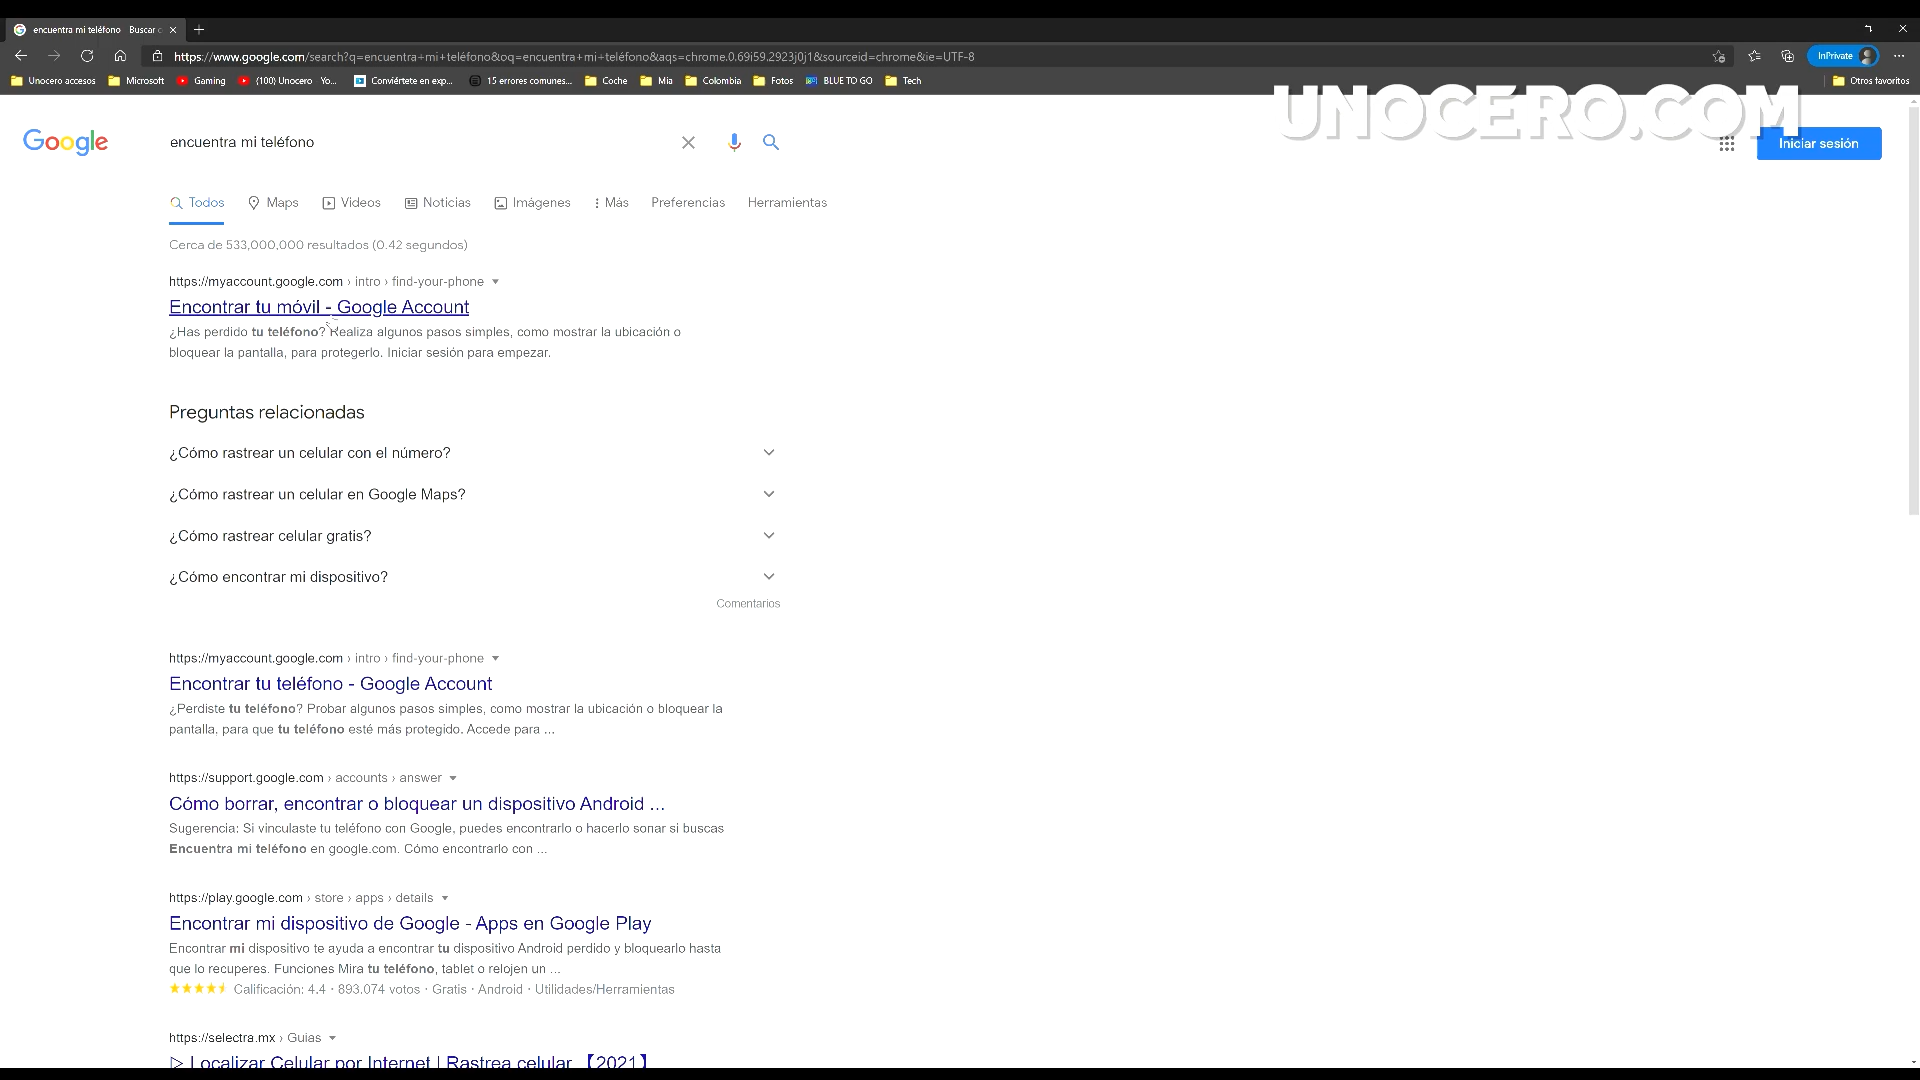 encuentra mi teléfono - Buscar c
https://www.google.com/search?q=encuentra+mi+teléfono&oq=encuentra+mi+teléfono&aqs=chrome.0.69i59.2923j0j1&sourceid=chrome&ie=UTF-8
InPrivate
Unocero accesos
Microsoft
Gaming
(100) Unocero Yo...
Conviértete en exp...
15 errores comunes...
Coche
Mia
Colombia
Fotos
BLUE TO GO
Tech
Otros favoritos
UNOCERO.COM
Google
encuentra mi teléfono
Iniciar sesión
Todos
Maps
Videos
Noticias
Imágenes
Más
Preferencias
Herramientas
Cerca de 533,000,000 resultados (0.42 segundos)
https://myaccount.google.com › intro › find-your-phone
Encontrar tu móvil - Google Account
¿Has perdido tu teléfono? Realiza algunos pasos simples, como mostrar la ubicación o
bloquear la pantalla, para protegerlo. Iniciar sesión para empezar.
Preguntas relacionadas
¿Cómo rastrear un celular con el número?
¿Cómo rastrear un celular en Google Maps?
¿Cómo rastrear celular gratis?
¿Cómo encontrar mi dispositivo?
Comentarios
https://myaccount.google.com › intro › find-your-phone
Encontrar tu teléfono - Google Account
¿Perdiste tu teléfono? Probar algunos pasos simples, como mostrar la ubicación o bloquear la
pantalla, para que tu teléfono esté más protegido. Accede para ...
https://support.google.com › accounts › answer
Cómo borrar, encontrar o bloquear un dispositivo Android ...
Sugerencia: Si vinculaste tu teléfono con Google, puedes encontrarlo o hacerlo sonar si buscas
Encuentra mi teléfono en google.com. Cómo encontrarlo con ...
https://play.google.com › store › apps › details
Encontrar mi dispositivo de Google - Apps en Google Play
Encontrar mi dispositivo te ayuda a encontrar tu dispositivo Android perdido y bloquearlo hasta
que lo recuperes. Funciones Mira tu teléfono, tablet o relojen un ...
Calificación: 4.4 · 893.074 votos · Gratis · Android · Utilidades/Herramientas
https://selectra.mx › Guias
▷ Localizar Celular por Internet | Rastrea celular 【2021】